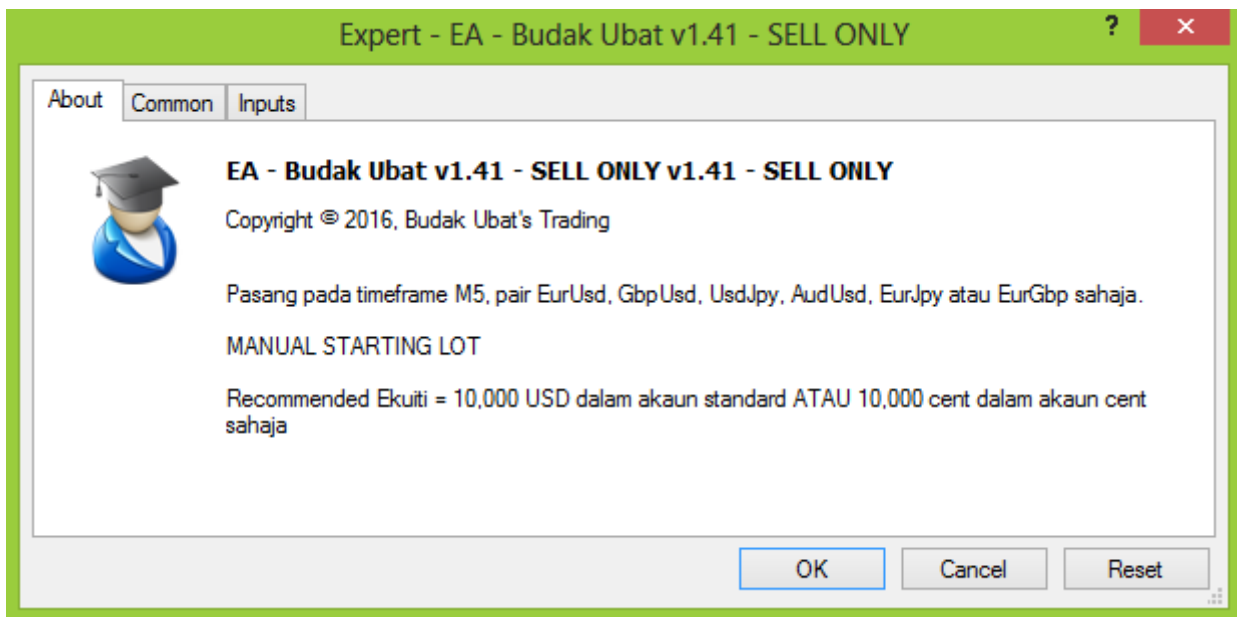 Expert - EA - Budak Ubat v1.41 - SELL ONLY
?
×
About
Common
Inputs
EA - Budak Ubat v1.41 - SELL ONLY v1.41 - SELL ONLY
Copyright © 2016, Budak Ubat's Trading
Pasang pada timeframe M5, pair EurUsd, GbpUsd, UsdJpy, AudUsd, EurJpy atau EurGbp sahaja.
MANUAL STARTING LOT
Recommended Ekuiti = 10,000 USD dalam akaun standard ATAU 10,000 cent dalam akaun cent
sahaja
OK
Cancel
Reset